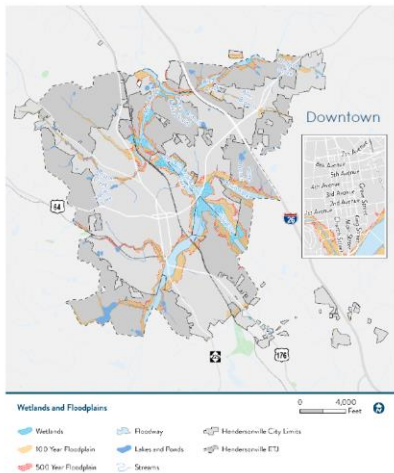 Downtown
7th Avenue
6th Avenue
5th Avenue
4th Avenue
3rd Avenue
2nd Avenue
1st Avenue
Grove Street
King Street
Main Street
Church Street
64
26
176
Wetlands and Floodplains
0 4,000
Feet
Wetlands
Floodway
Hendersonville City Limits
100 Year Floodplain
Lakes and Ponds
Hendersonville ETJ
500 Year Floodplain
Streams